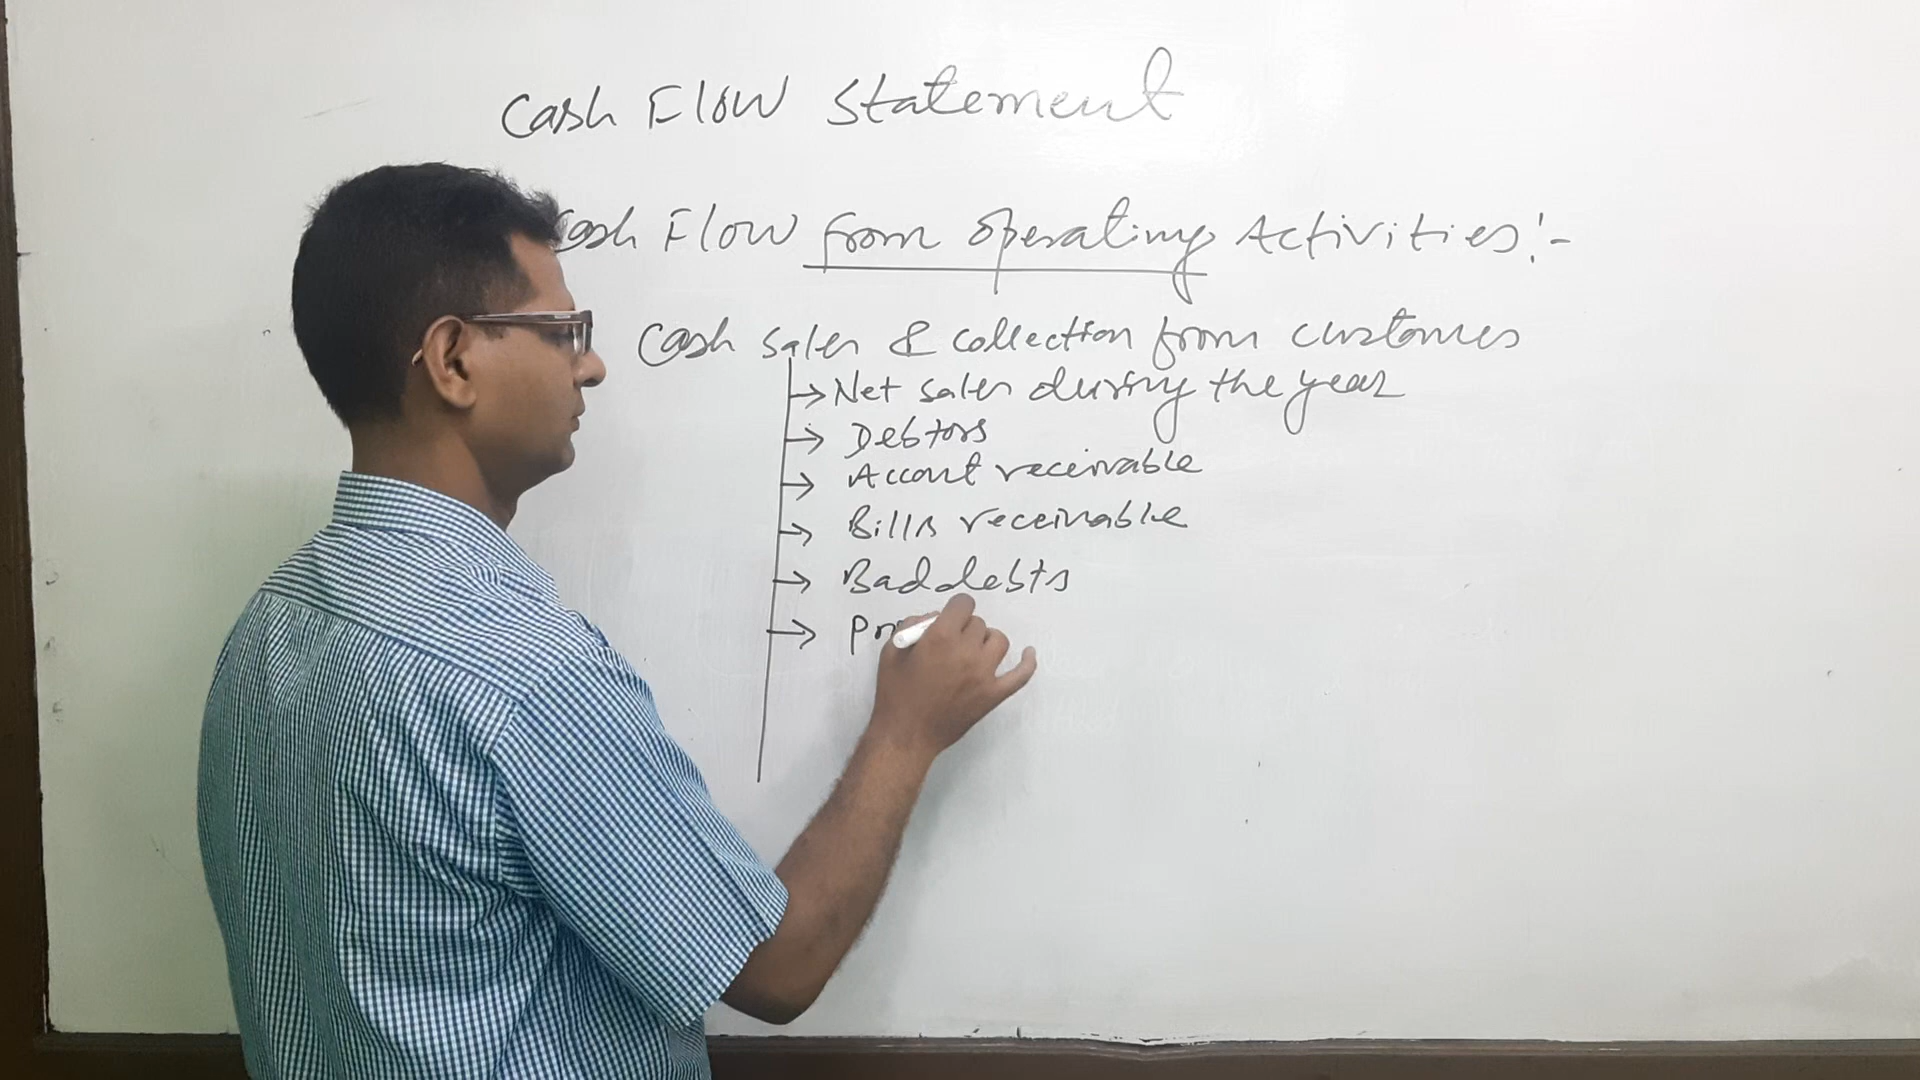 Cash Flow Statement
Cash Flow from operating Activities:-
Cash sales & collection from customers
→ Net sales during the year
→ Debtors
→ Account receivable
→ Bills receivable
→ Bad debts
→ Pro